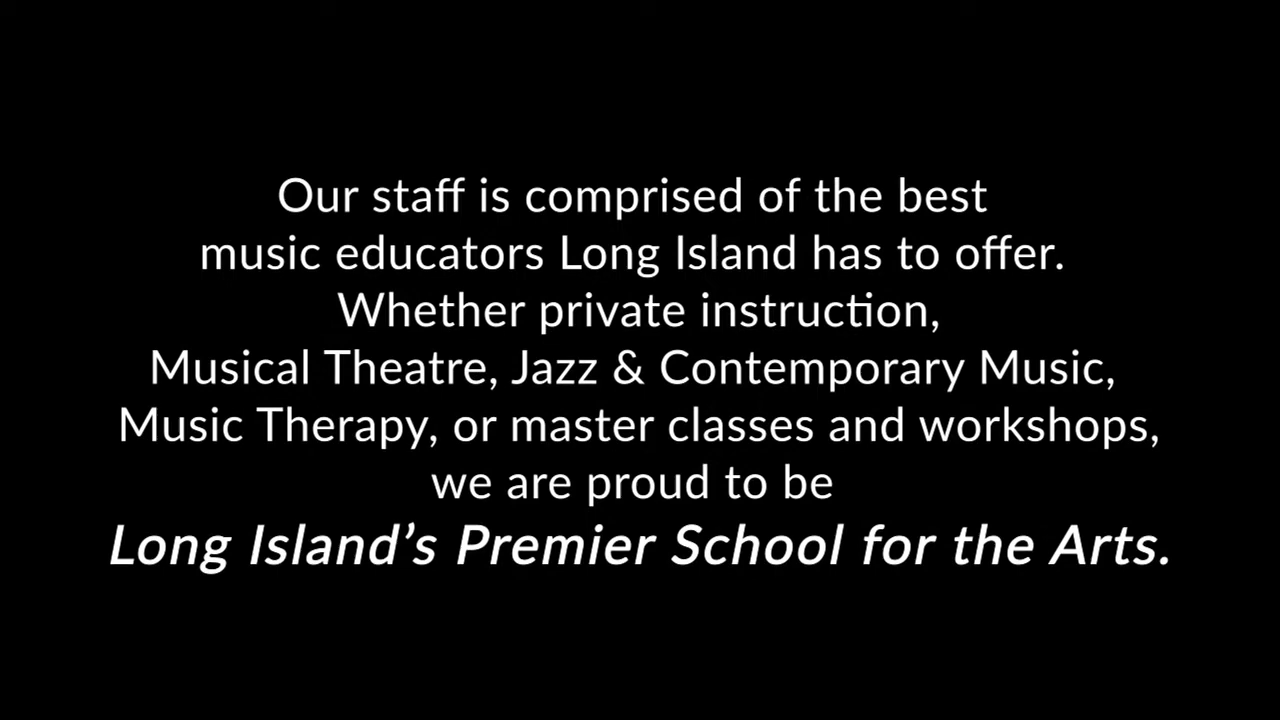 Our staff is comprised of the best
music educators Long Island has to offer.
Whether private instruction,
Musical Theatre, Jazz & Contemporary Music,
Music Therapy, or master classes and workshops,
we are proud to be
Long Island’s Premier School for the Arts.